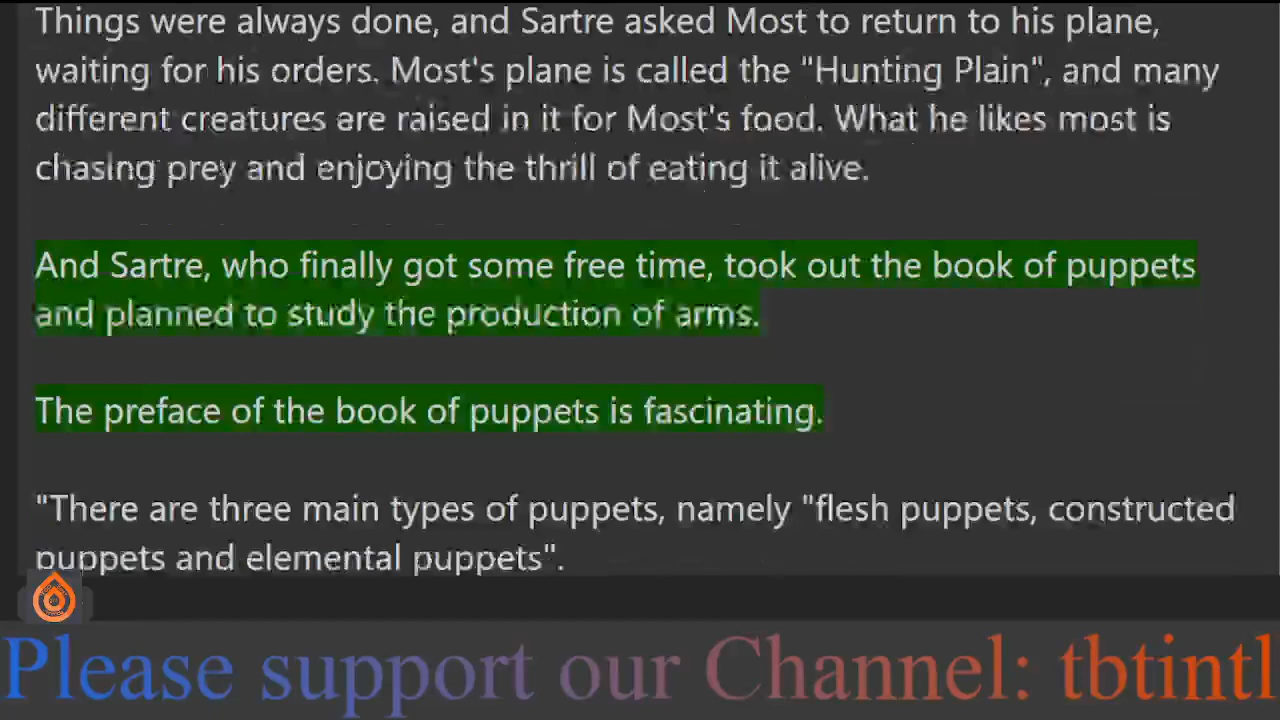 Things were always done, and Sartre asked Most to return to his plane,
waiting for his orders. Most's plane is called the "Hunting Plain", and many
different creatures are raised in it for Most's food. What he likes most is
chasing prey and enjoying the thrill of eating it alive.
And Sartre, who finally got some free time, took out the book of puppets
and planned to study the production of arms.
The preface of the book of puppets is fascinating.
"There are three main types of puppets, namely "flesh puppets, constructed
puppets and elemental puppets".
Please support our Channel: tbtintl